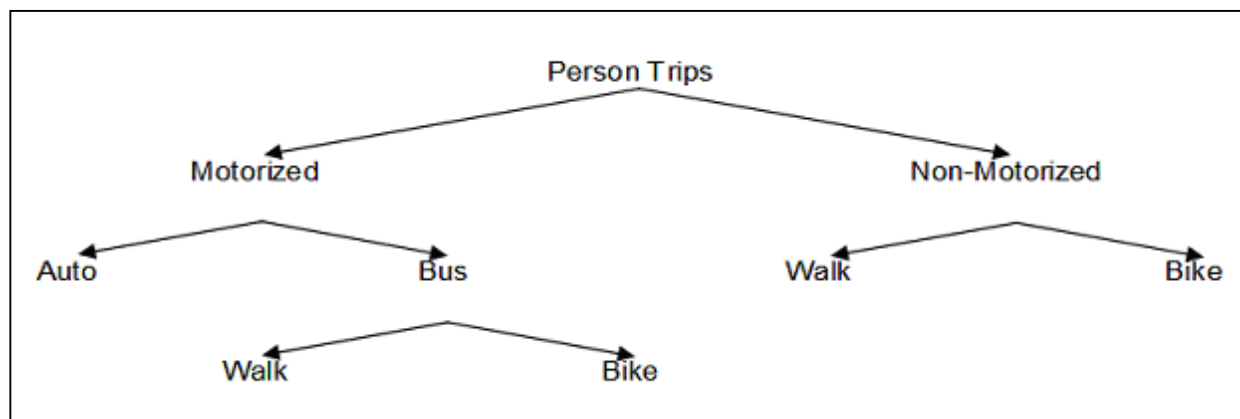 Person Trips
Motorized
Non-Motorized
Auto
Bus
Walk
Bike
Walk
Bike